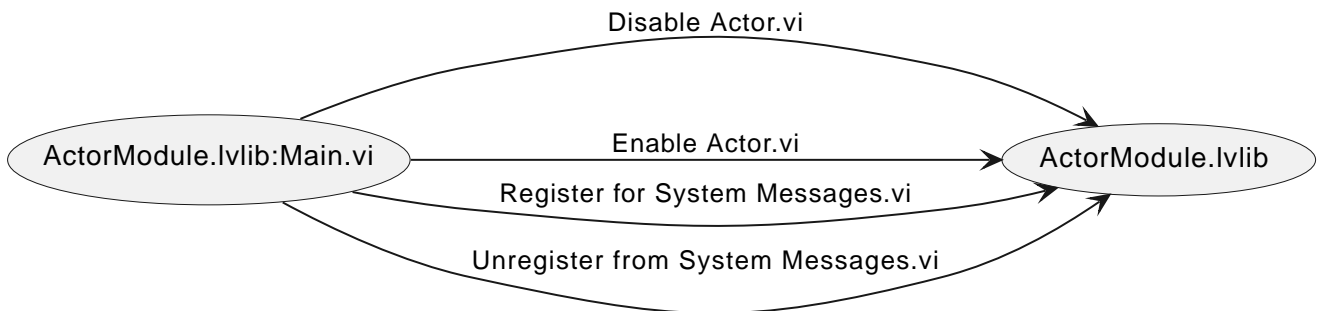 Disable Actor.vi
ActorModule.lvlib:Main.vi
Enable Actor.vi
ActorModule.lvlib
Register for System Messages.vi
Unregister from System Messages.vi